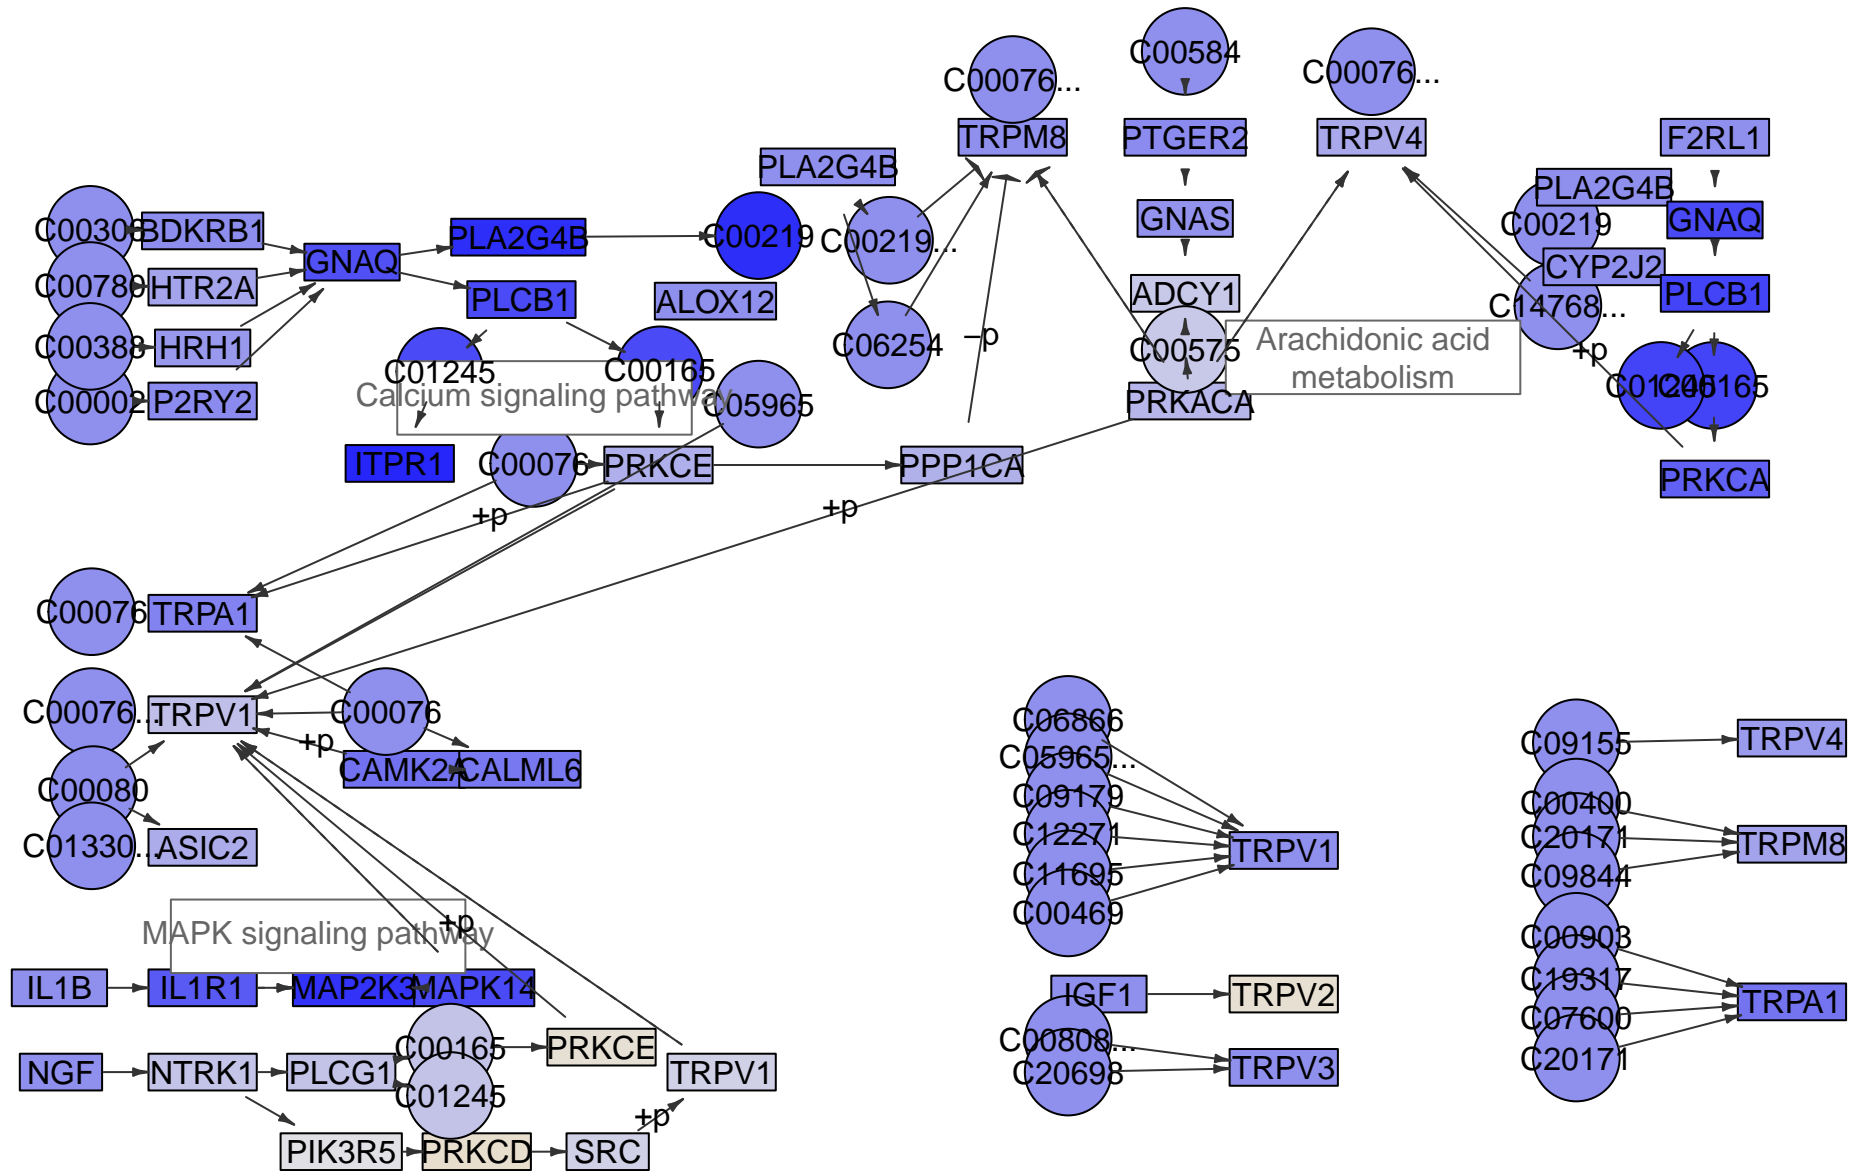 C00584
C00076...
C00076...
TRPM8
PTGER2
TRPV4
F2RL1
PLA2G4B
PLA2G4B
C00219
GNAS
GNAQ
BDKRB1
PLA2G4B
C00219
C00219...
GNAQ
CYP2J2
C00780
HTR2A
PLCB1
ALOX12
ADCY1
PLCB1
C14768...
C00388
HRH1
C06254
–p
C00575
Arachidonic acid
metabolism
+p
C01245
C00165
Calcium signaling pathway
C00002
P2RY2
C05965
PRKACA
C01245
C00165
ITPR1
C00076
PRKCE
PPP1CA
PRKCA
+p
+p
C00076
TRPA1
C00076...
TRPV1
C00076
+p
CAMK2A
CALML6
C00080
C01330...
ASIC2
C06866
C05965...
C09179
C12271
C11695
C00469
TRPV1
C09155
TRPV4
C00400
C20171
C09844
TRPM8
C00903
C19317
C07600
C20171
TRPA1
+p
MAPK signaling pathway
IL1B
IL1R1
MAP2K3
MAPK14
IGF1
TRPV2
C00165
PRKCE
C00808...
C20698
TRPV3
NGF
NTRK1
PLCG1
C01245
TRPV1
+p
PIK3R5
PRKCD
SRC